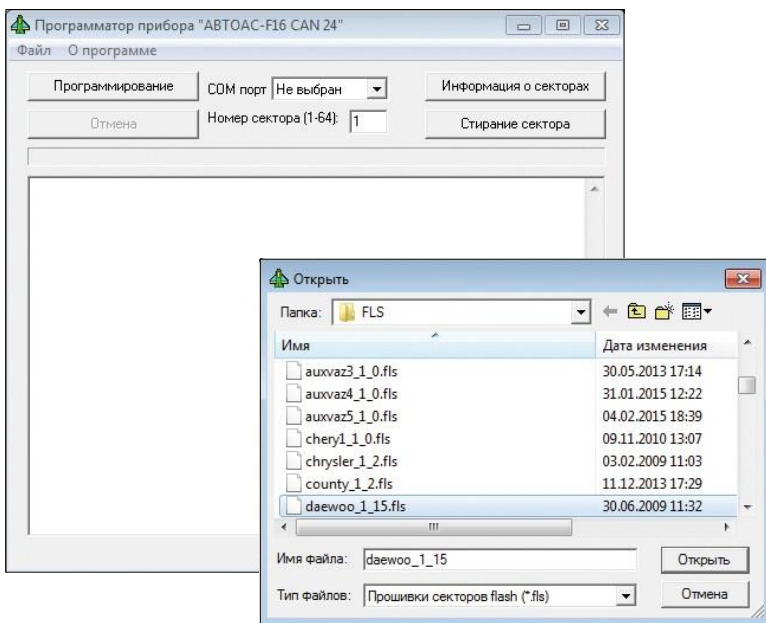 Программатор прибора "АВТОАС-F16 CAN 24"
Файл О программе
Программирование COM порт Не выбран Информация о секторах
Отмена Номер сектора (1-64): 1 Стирание сектора
Открыть
Папка: FLS
Имя Дата изменения
auxvaz3_1_0.fls 30.05.2013 17:14
auxvaz4_1_0.fls 31.01.2015 12:22
auxvaz5_1_0.fls 04.02.2015 18:39
chery1_1_0.fls 09.11.2010 13:07
chrysler_1_2.fls 03.02.2009 11:03
county_1_2.fls 11.12.2013 17:29
daewoo_1_15.fls 30.06.2009 11:32
Имя файла: daewoo_1_15 Открыть
Тип файлов: Прошивки секторов flash (*.fls) Отмена